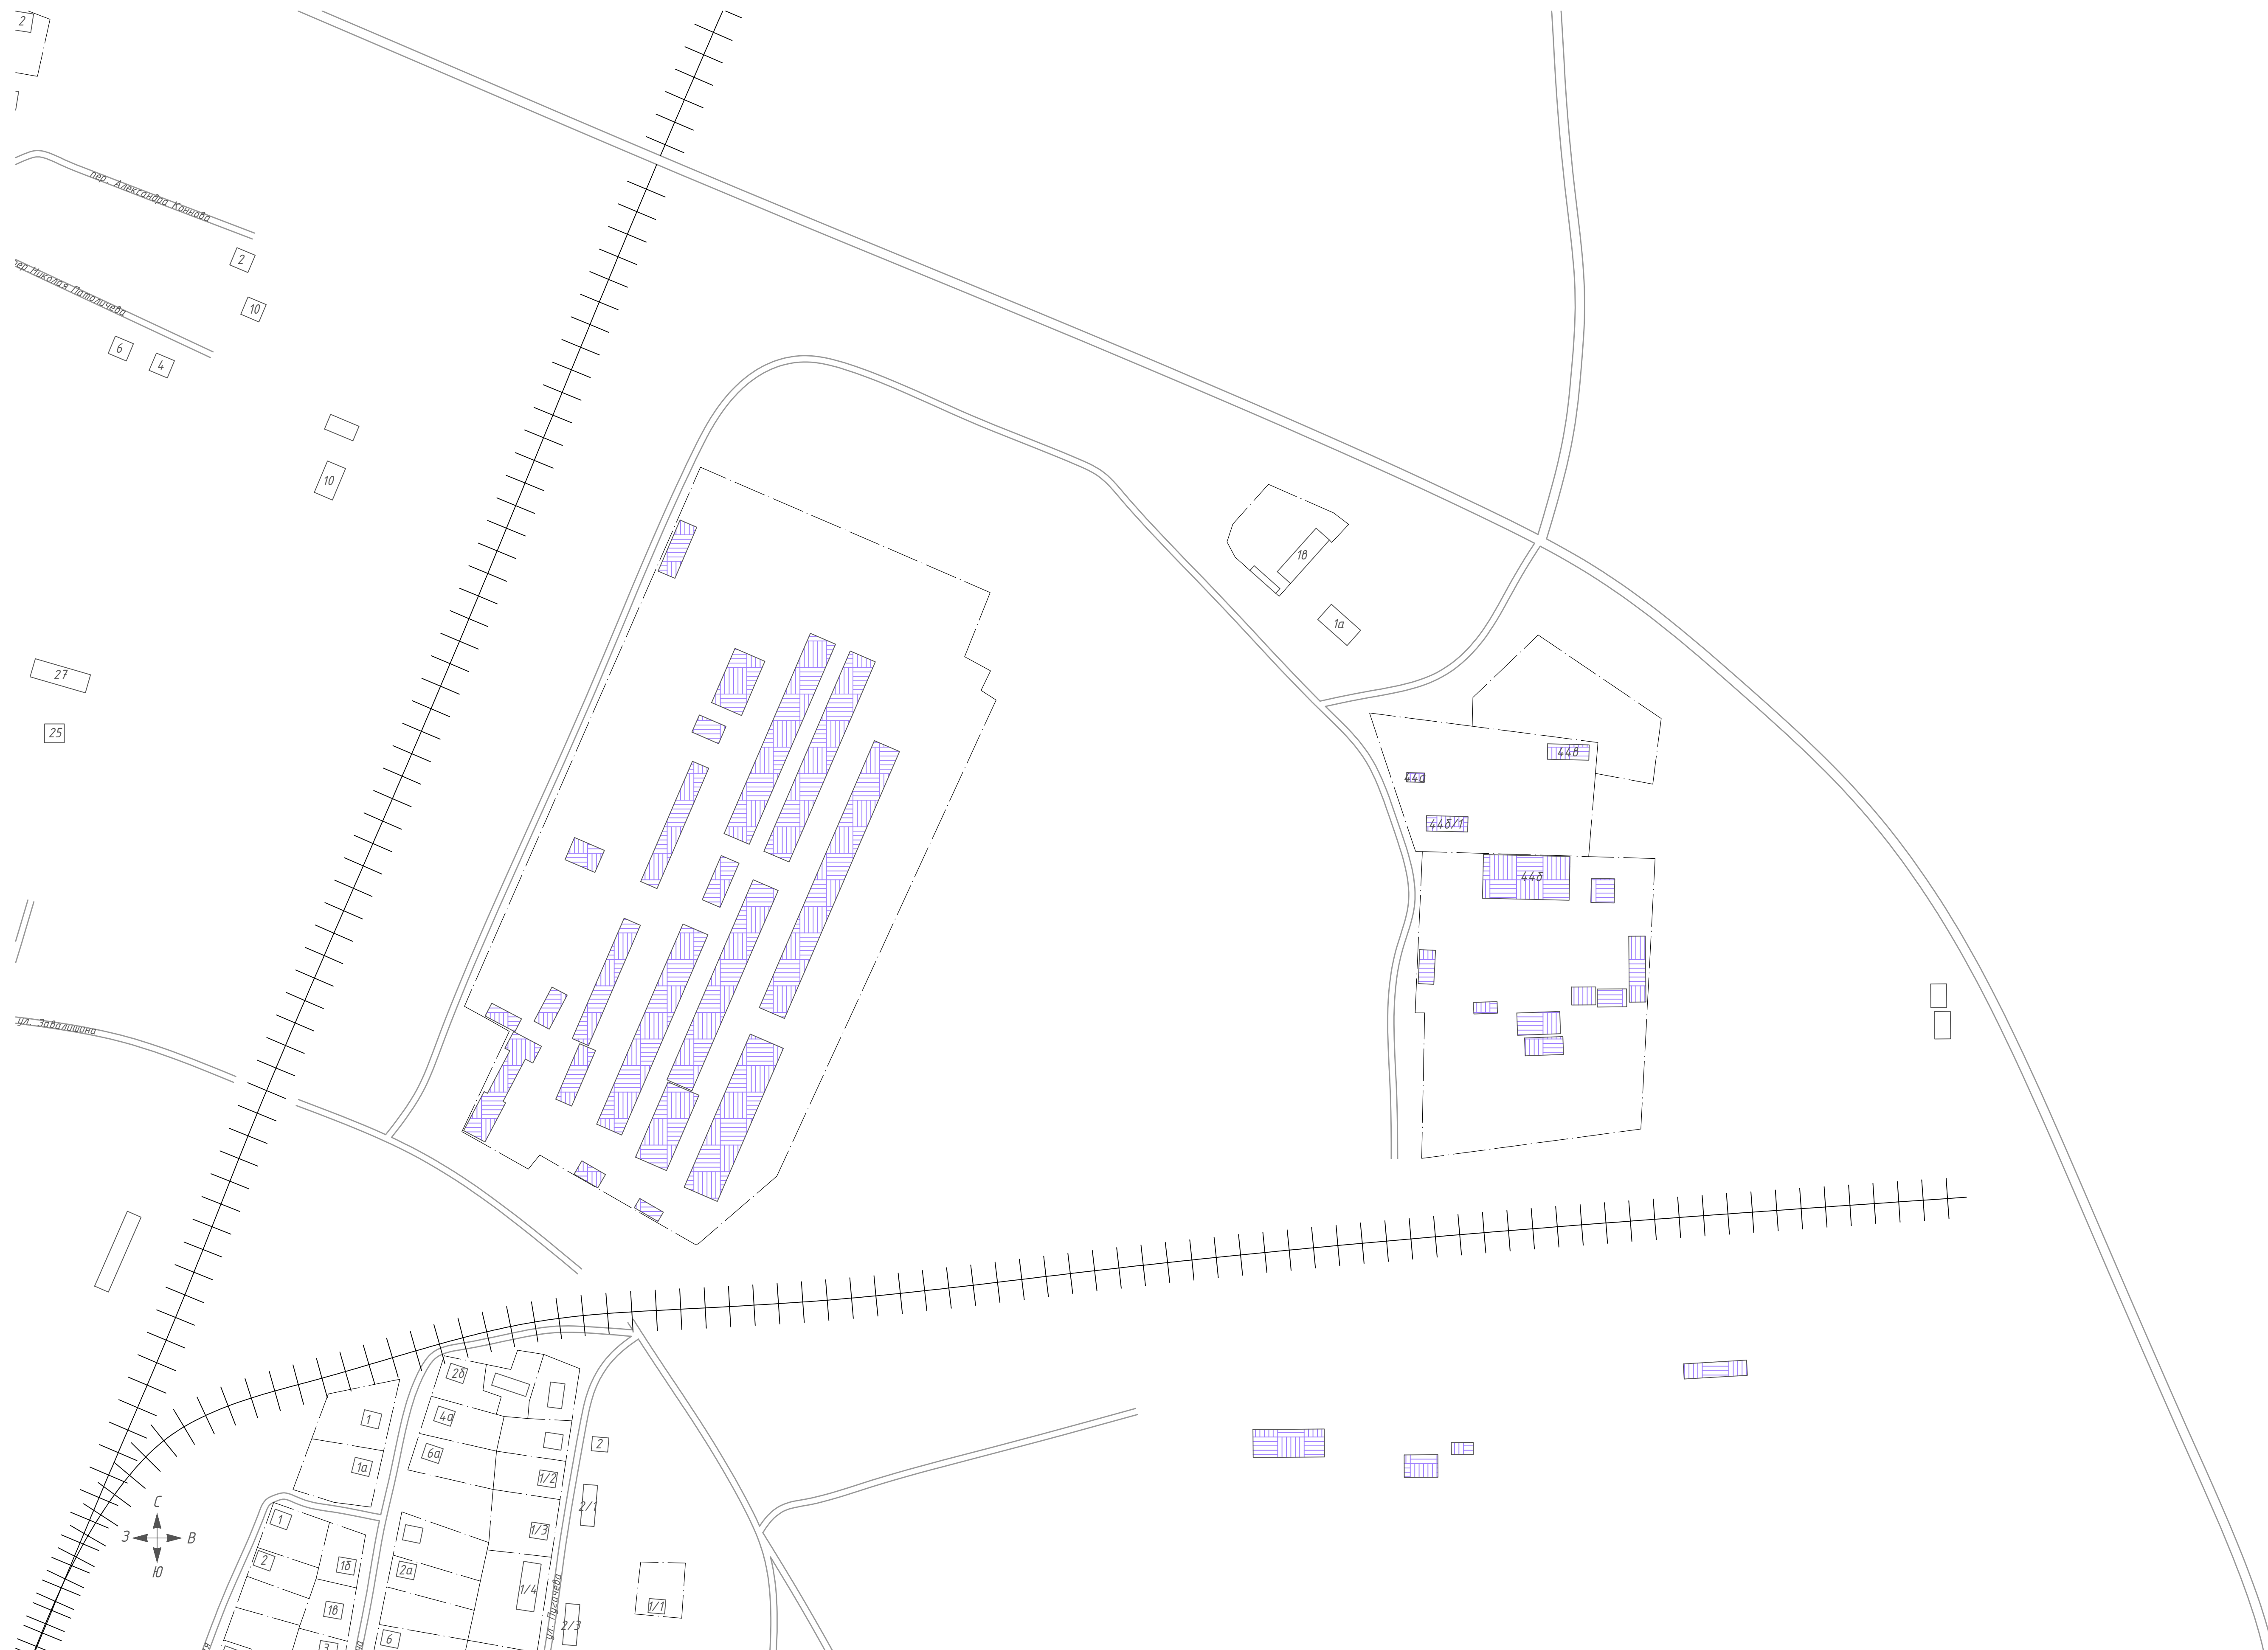 2
пер. Александра Коннова
2
пер. Николая Патоличева
10
6
4
10
1в
1а
27
25
44в
44а
44б/1
44б
ул. Завалишина
2б
1
4а
2
6а
1а
1/2
2/1
С
З
В
Ю
1
1/3
2
1б
2а
1/4
ул. Пугачева
1/1
1в
2/3
6
3